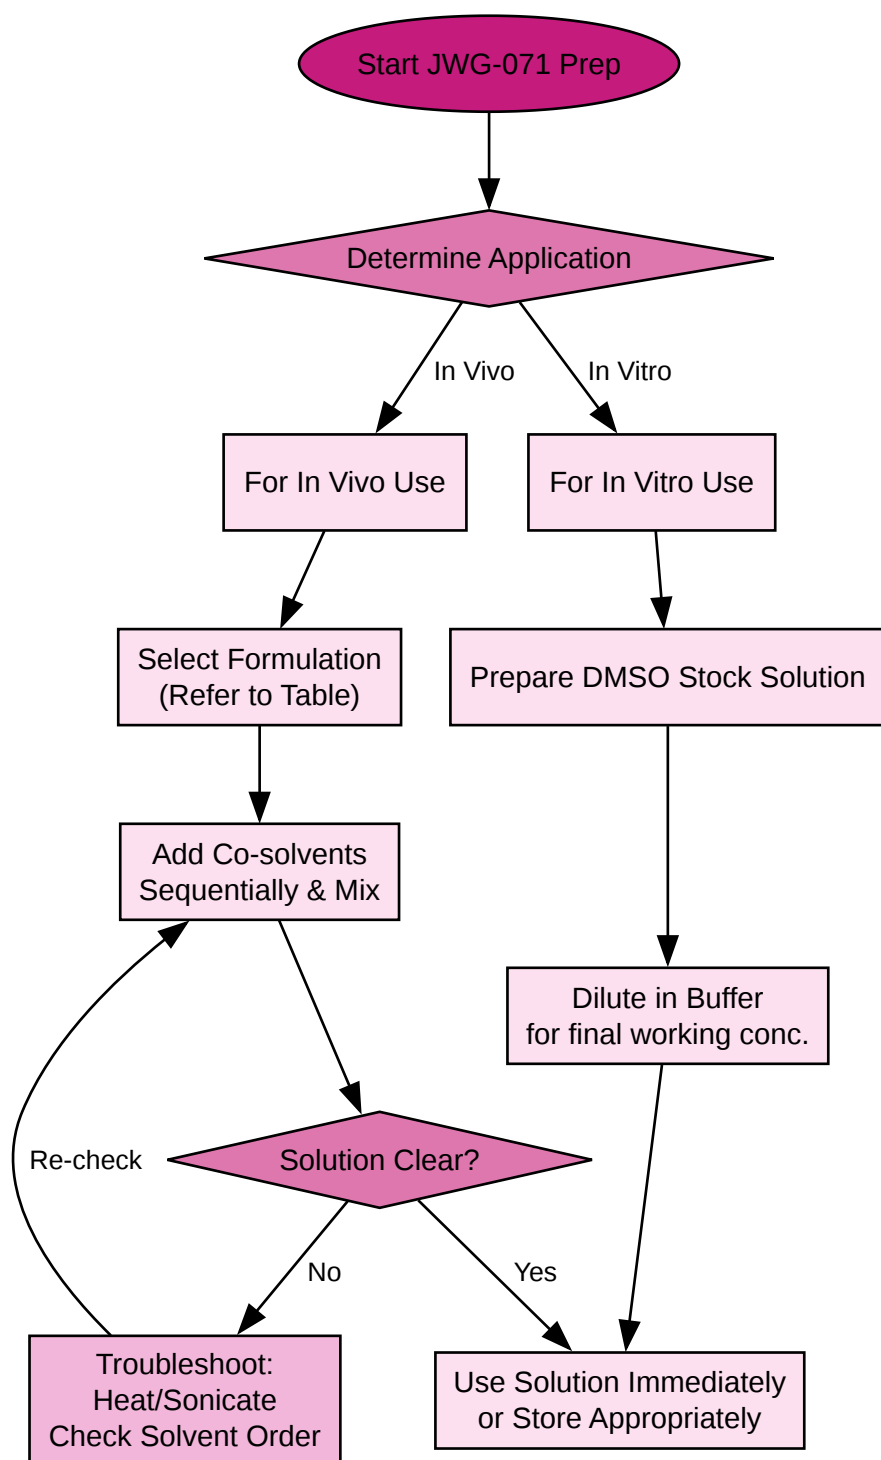 Start JWG-071 Prep
Determine Application
In Vivo
In Vitro
For In Vivo Use
For In Vitro Use
Select Formulation
(Refer to Table)
Prepare DMSO Stock Solution
Add Co-solvents
Sequentially & Mix
Dilute in Buffer
for final working conc.
Re-check
Solution Clear?
No
Yes
Troubleshoot:
Heat/Sonicate
Check Solvent Order
Use Solution Immediately
or Store Appropriately